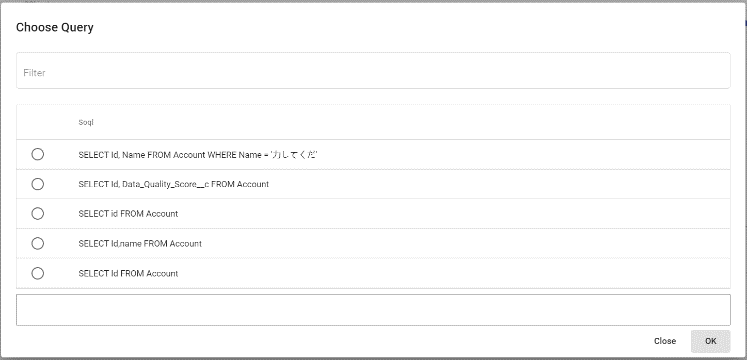 Choose Query
Filter
Soql
SELECT Id, Name FROM Account WHERE Name = '力してくだ'
SELECT Id, Data_Quality_Score__c FROM Account
SELECT id FROM Account
SELECT Id,name FROM Account
SELECT Id FROM Account
Close OK